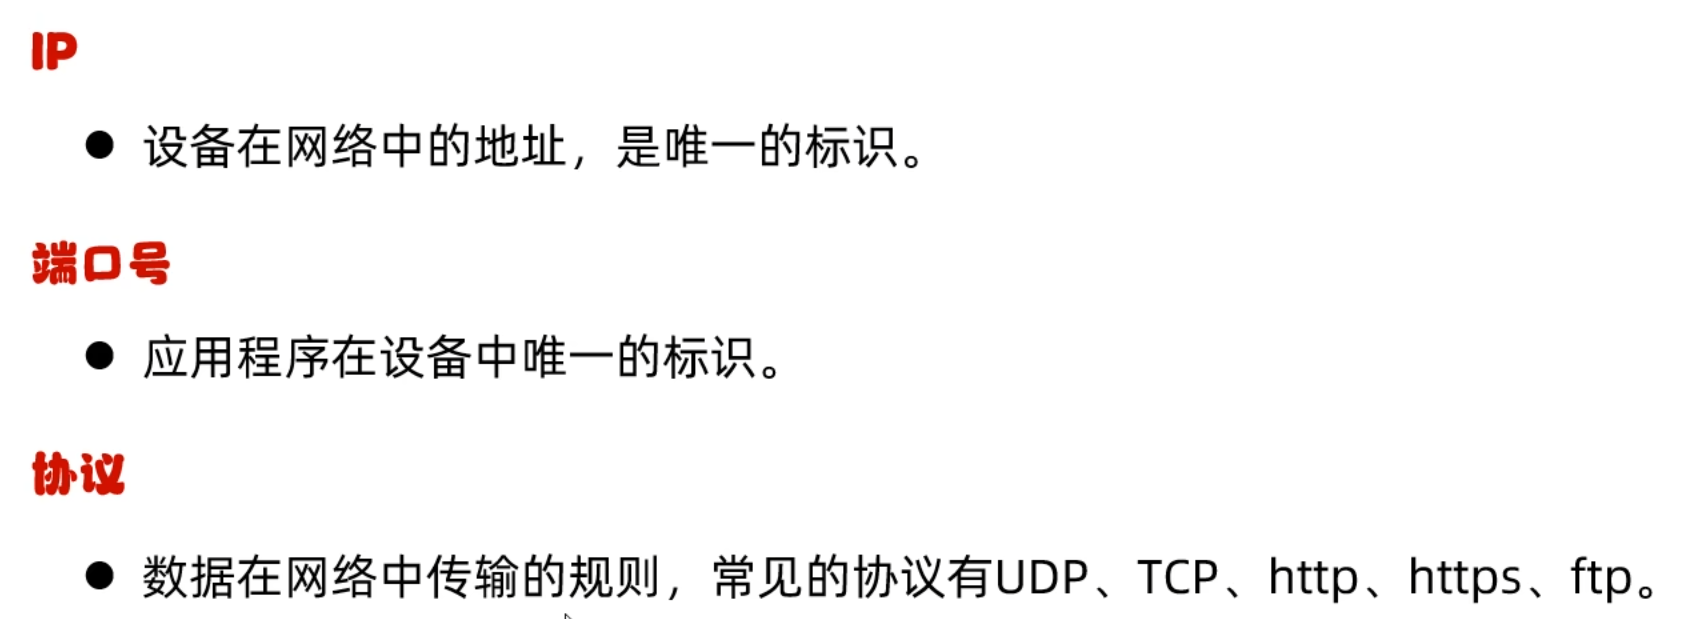 IP
● 设备在网络中的地址，是唯一的标识。
端口号
● 应用程序在设备中唯一的标识。
协议
● 数据在网络中传输的规则，常见的协议有UDP、TCP、http、https、ftp。